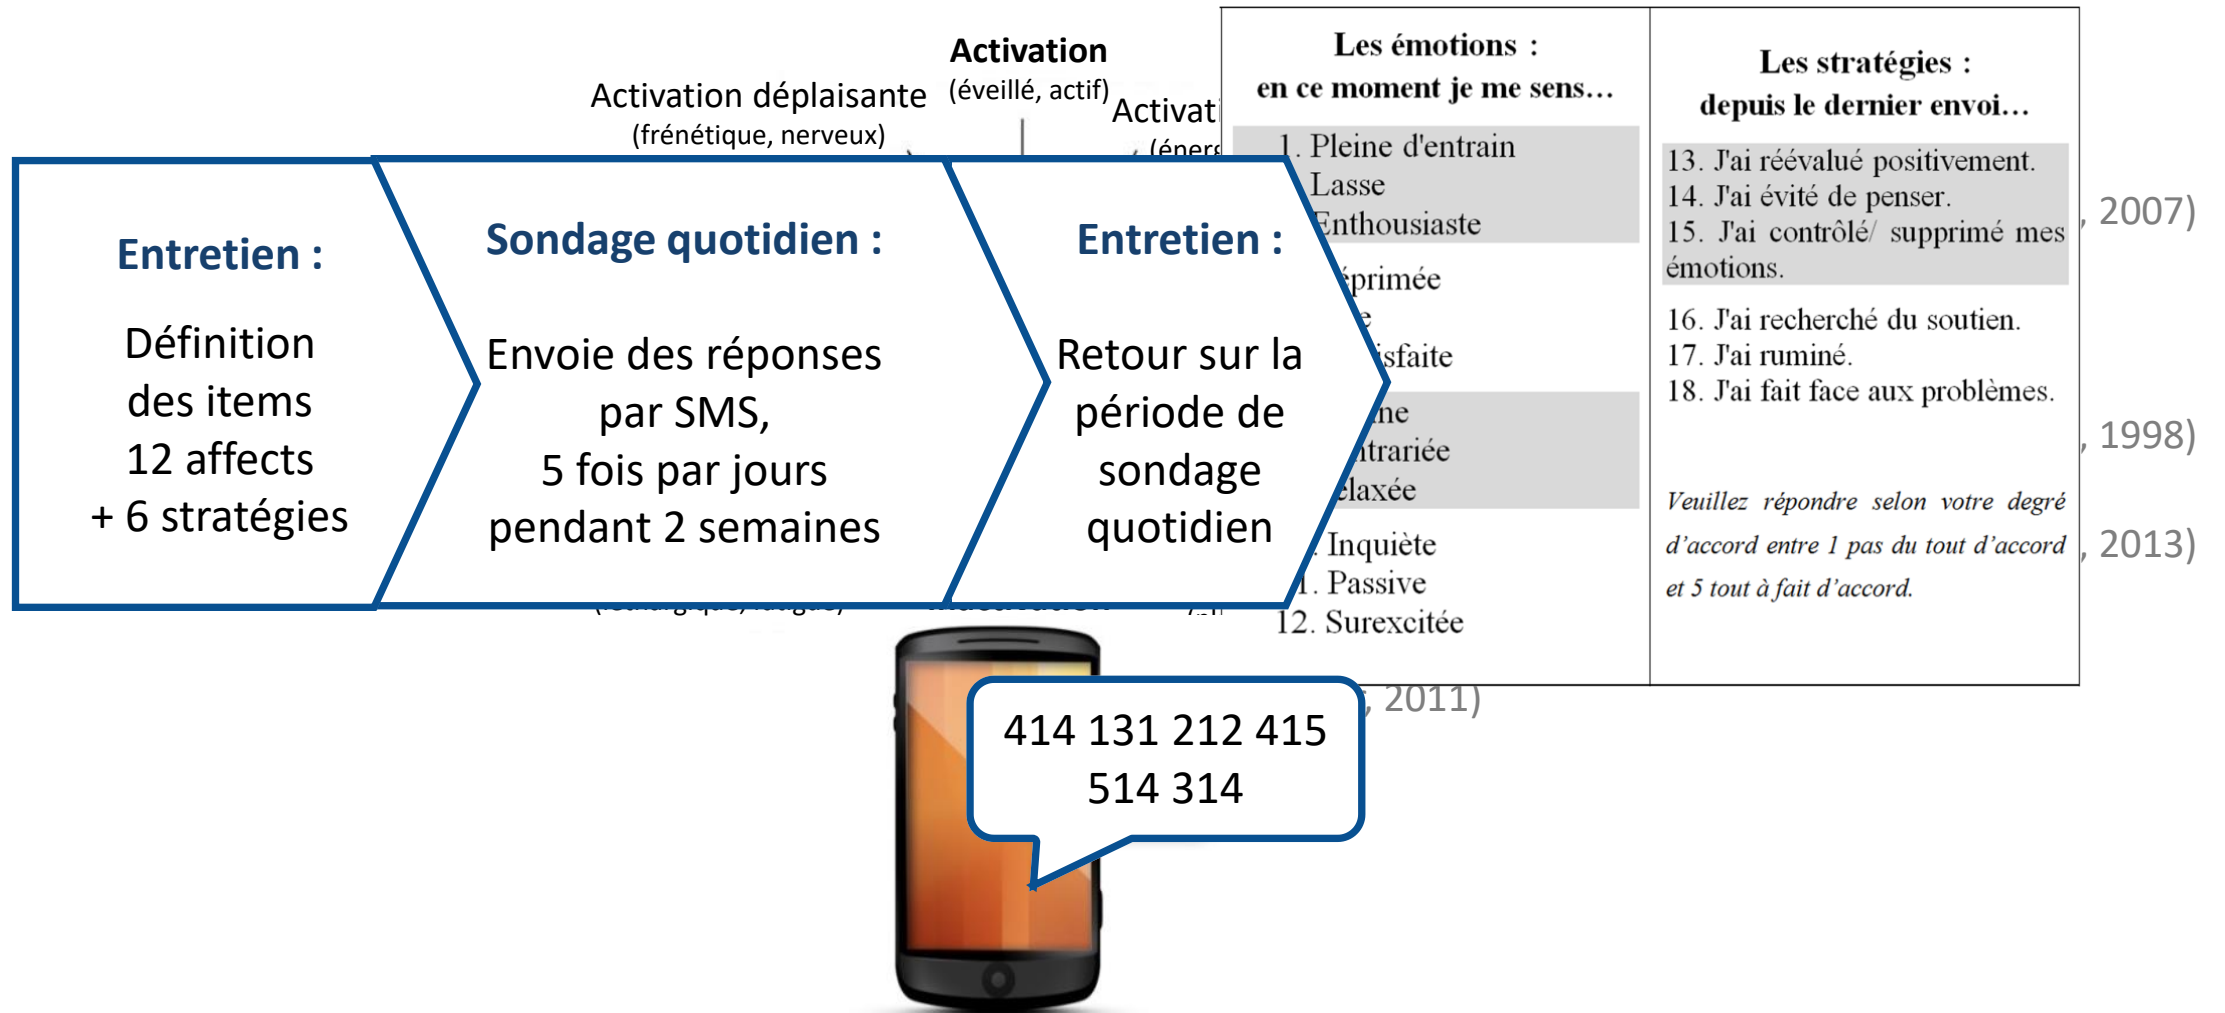 Activation
(éveillé, actif)
Activation déplaisante
(frénétique, nerveux)
Entretien :
Définition
des items
12 affects
+ 6 stratégies
Sondage quotidien :
Envoie des réponses
par SMS,
5 fois par jours
pendant 2 semaines
Entretien :
Retour sur la
période de
sondage
quotidien
Les émotions :
en ce moment je me sens…
1. Pleine d'entrain
Lasse
Enthousiaste
Inquiète
Passive
12. Surexcitée
Les stratégies :
depuis le dernier envoi…
13. J'ai réévalué positivement.
14. J'ai évité de penser.
15. J'ai contrôlé/ supprimé mes
émotions.
16. J'ai recherché du soutien.
17. J'ai ruminé.
18. J'ai fait face aux problèmes.
Veuillez répondre selon votre degré
d’accord entre 1 pas du tout d’accord
et 5 tout à fait d’accord.
, 2007)
, 1998)
, 2013)
, 2011)
414 131 212 415
514 314